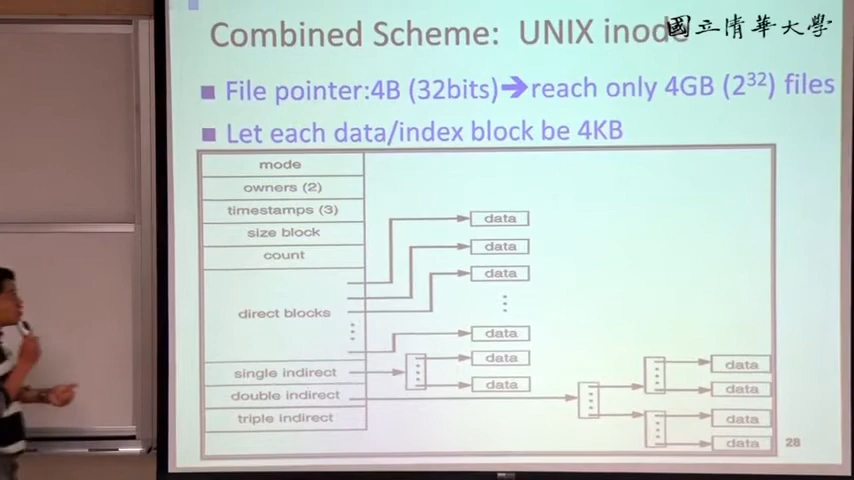 Combined Scheme: UNIX inode
國立清華大學
File pointer:4B (32bits)➔reach only 4GB (2³²) files
Let each data/index block be 4KB
mode
owners (2)
timestamps (3)
size block
count
direct blocks
single indirect
double indirect
triple indirect
data
data
data
data
data
data
data
data
data
data
28